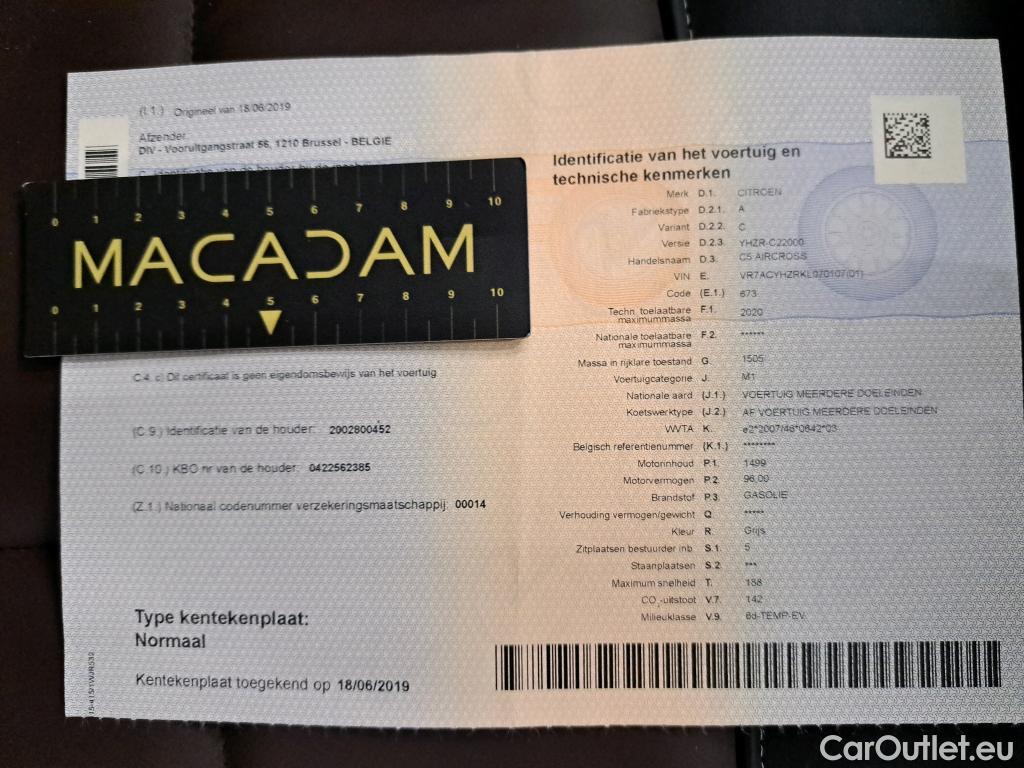 (I.1.) Origineel van 18/06/2019
Afzender:
DIV - Vooruitgangstraat 56, 1210 Brussel - BELGIE
0 1 2 3 4 5 6 7 8 9 10
MACADAM
0 1 2 3 4 5 6 7 8 9 10
C.4. c) Dit certificaat is geen eigendomsbewijs van het voertuig
(C.9.) Identificatie van de houder: 2002800452
(C.10.) KBO nr van de houder: 0422562385
(Z.1.) Nationaal codenummer verzekeringsmaatschappij: 00014
Type kentekenplaat:
Normaal
Kentekenplaat toegekend op 18/06/2019
Identificatie van het voertuig en
technische kenmerken
Merk D.1. CITROEN
Fabriekstype D.2.1. A
Variant D.2.2. C
Versie D.2.3. YHZR-C22000
Handelsnaam D.3. C5 AIRCROSS
VIN E. VR7ACYHZRKL070107(01)
Code (E.1.) 673
Techn. toelaatbare maximummassa F.1. 2020
Nationale toelaatbare maximummassa F.2. ******
Massa in rijklare toestand G. 1505
Voertuigcategorie J. M1
Nationale aard (J.1.) VOERTUIG MEERDERE DOELEINDEN
Koetswerktype (J.2.) AF VOERTUIG MEERDERE DOELEINDEN
WVTA K. e2*2007/46*0642*03
Belgisch referentienummer (K.1.) ********
Motorinhoud P.1. 1499
Motorvermogen P.2. 96.00
Brandstof P.3. GASOLIE
Verhouding vermogen/gewicht Q. *****
Kleur R. Grijs
Zitplaatsen bestuurder inb. S.1. 5
Staanplaatsen S.2. ***
Maximum snelheid T. 188
CO₂-uitstoot V.7. 142
Milieuklasse V.9. 6d-TEMP-EV
CarOutlet.eu